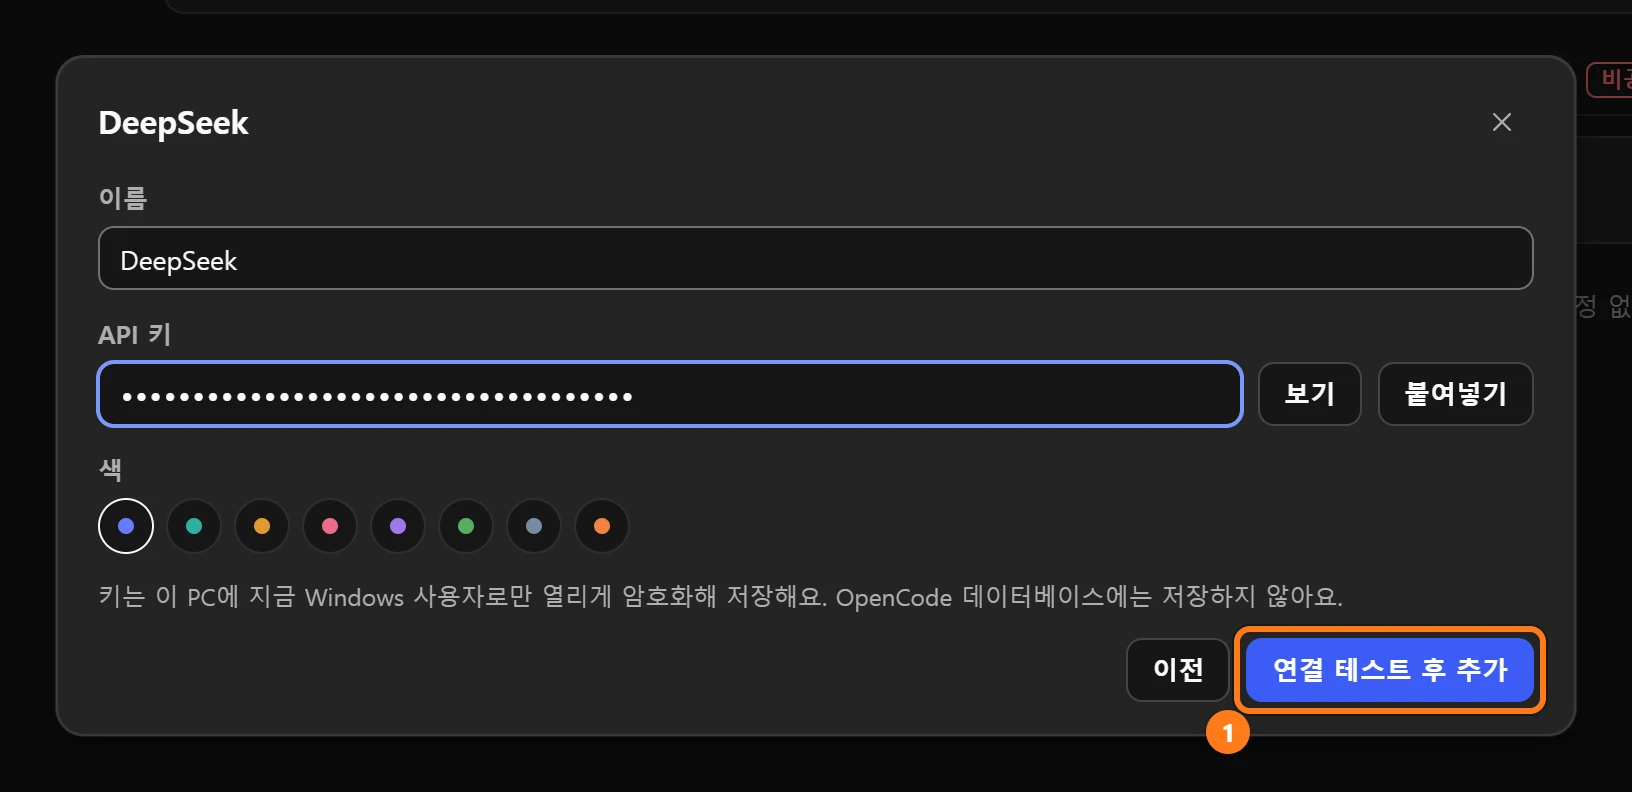 DeepSeek
이름
DeepSeek
API 키
보기
붙여넣기
색
키는 이 PC에 지금 Windows 사용자로만 열리게 암호화해 저장해요. OpenCode 데이터베이스에는 저장하지 않아요.
이전
연결 테스트 후 추가
1